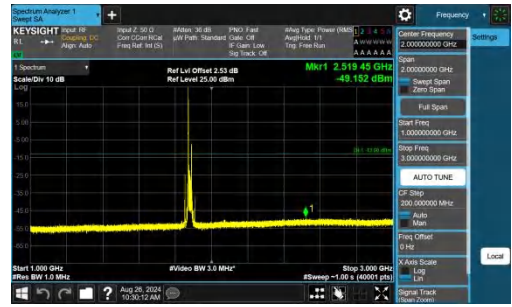 Spectrum Analyzer 1
Swept SA
+
Frequency
KEYSIGHT
Input: RF
Coupling: DC
Align: Auto
Input Z: 50 Ω
Corr CCorr RCal
Freq Ref: Int (S)
#Atten: 36 dB
µW Path: Standard
PNO: Fast
Gate: Off
IF Gain: Low
Sig Track: Off
#Avg Type: Power (RMS)
Avg|Hold: 1/1
Trig: Free Run
1 2 3 4 5 6
A W W W W W
A A A A A A
1 Spectrum
Scale/Div 10 dB
Log
Ref Lvl Offset 2.53 dB
Ref Level 25.00 dBm
Mkr1 2.519 45 GHz
-49.152 dBm
15.0
5.00
-5.00
-15.0
-25.0
-35.0
-45.0
-55.0
-65.0
1
Start 1.000 GHz
#Res BW 1.0 MHz
#Video BW 3.0 MHz*
Stop 3.000 GHz
#Sweep ~1.00 s (40001 pts)
Aug 26, 2024
10:30:12 AM
Center Frequency
2.000000000 GHz
Settings
Span
2.00000000 GHz
Swept Span
Zero Span
Full Span
Start Freq
1.000000000 GHz
Stop Freq
3.000000000 GHz
AUTO TUNE
CF Step
200.000000 MHz
Auto
Man
Freq Offset
0 Hz
X Axis Scale
Log
Lin
Signal Track
(Span Zoom)
Local